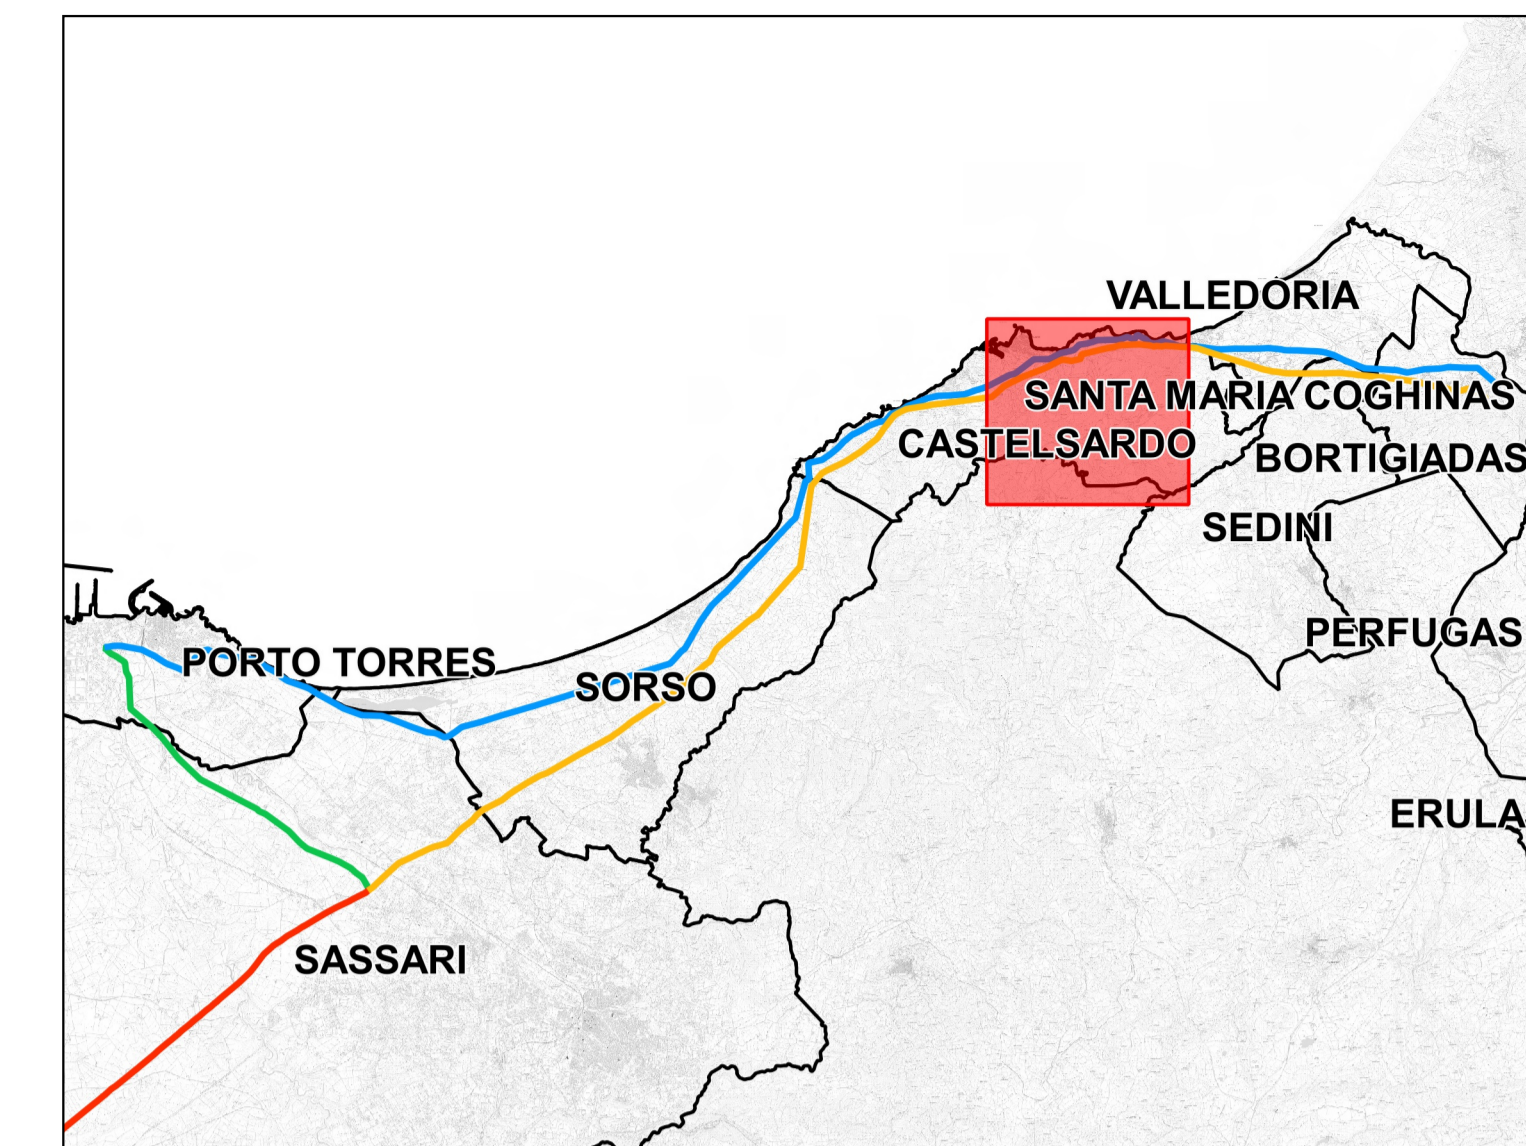 VALLEDORIA
SANTA MARIA COGHINAS
CASTELSARDO
BORTIGIADAS
SEDINI
PERFUGAS
PORTO TORRES
SORSO
ERULA
SASSARI